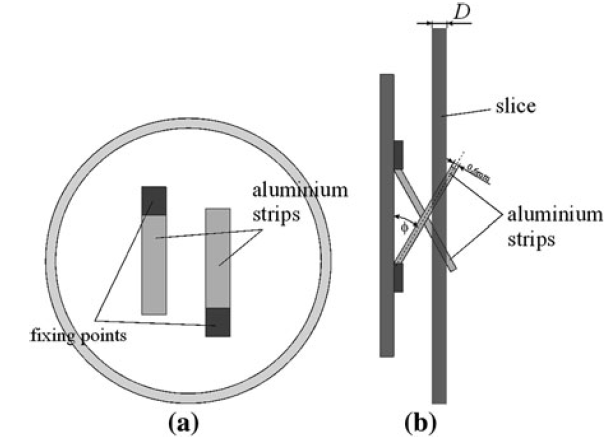 D
slice
0.6mm
aluminium
strips
ϕ
aluminium
strips
fixing points
(a)
(b)
(b)